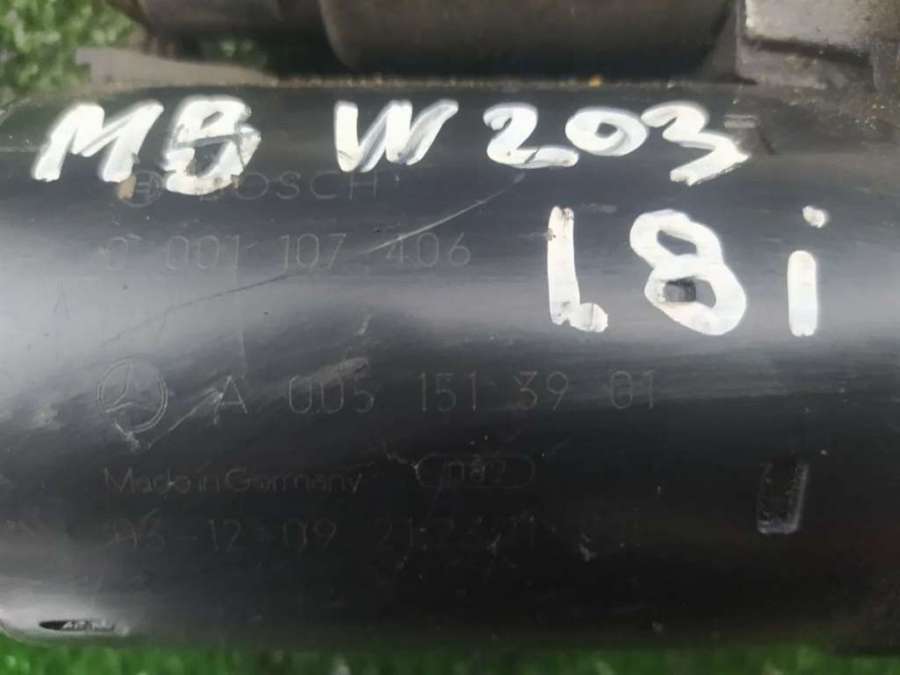 MB W203
BOSCH
0 001 107 406
1.8i
A 005 151 39 01
Made in Germany